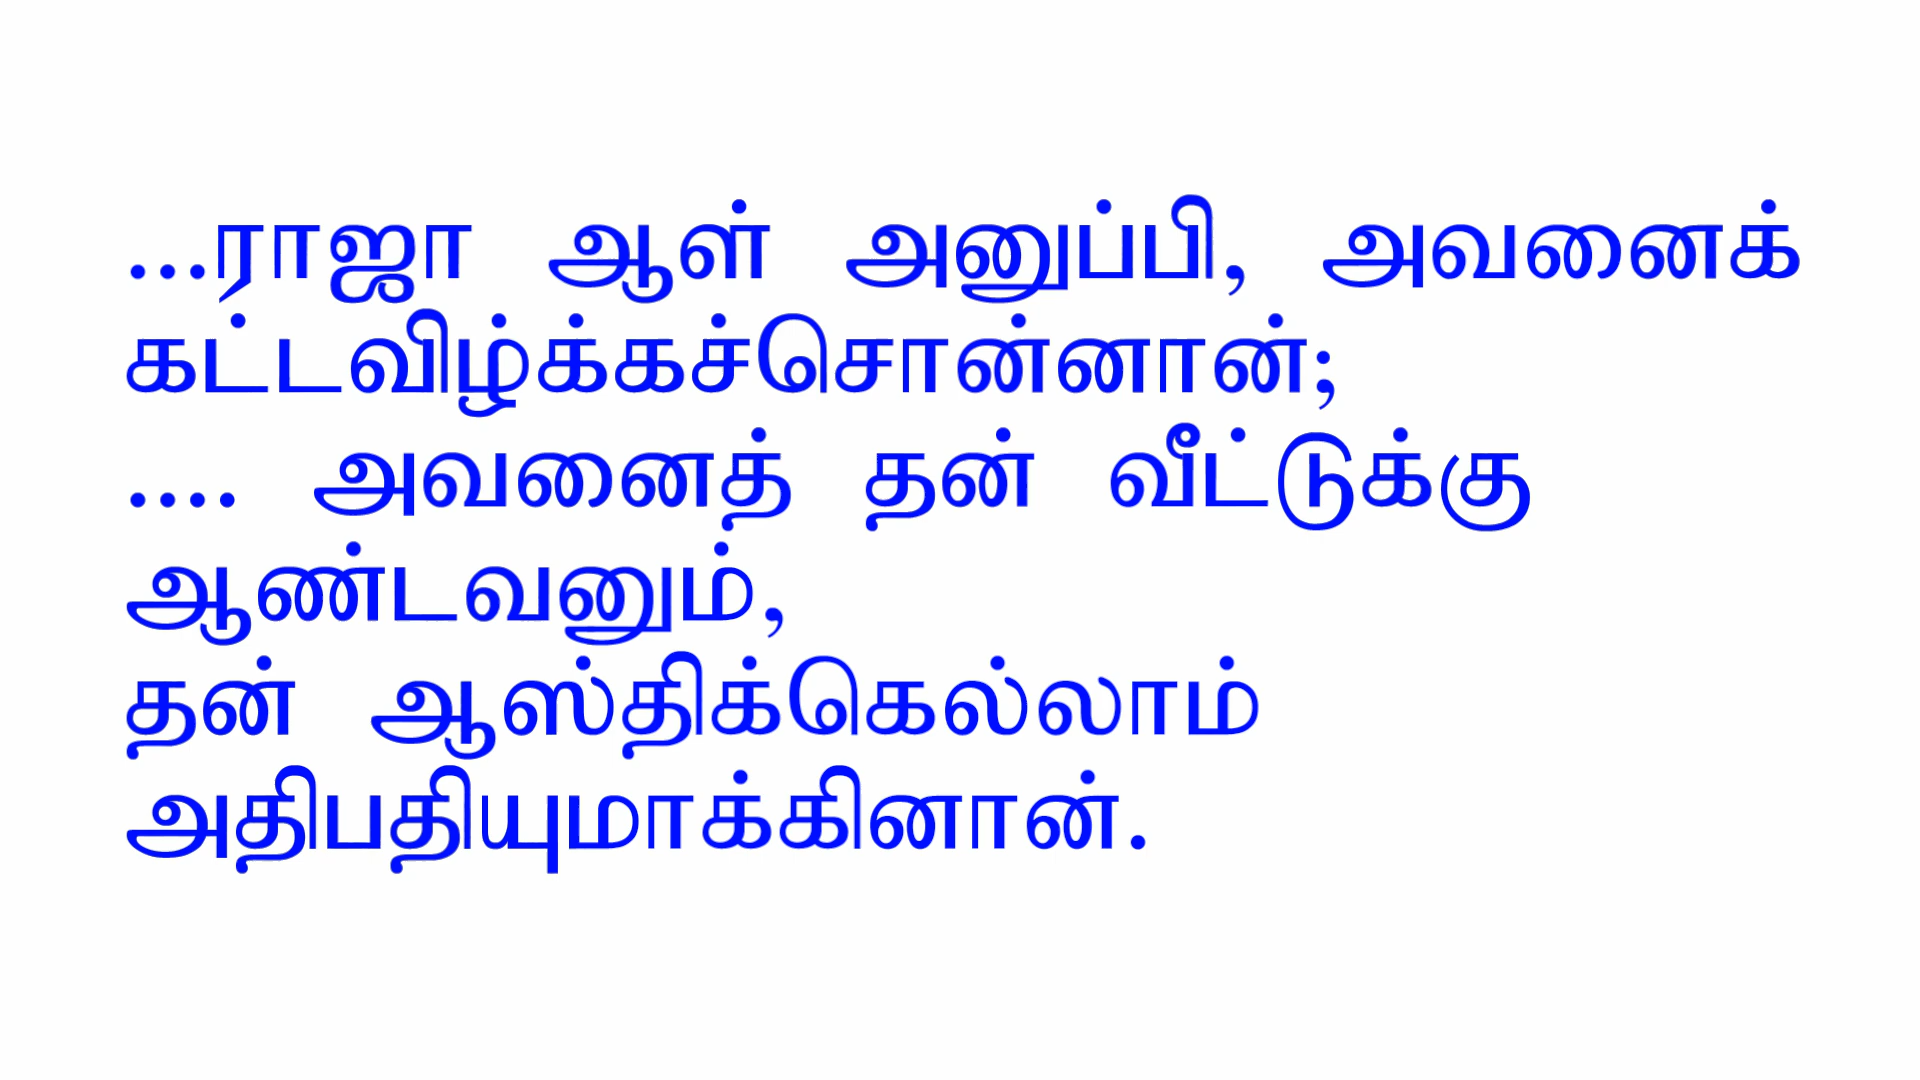 ...ராஜா ஆள் அனுப்பி, அவனைக்
கட்டவிழ்க்கச்சொன்னான்;
.... அவனைத் தன் வீட்டுக்கு
ஆண்டவனும்,
தன் ஆஸ்திக்கெல்லாம்
அதிபதியுமாக்கினான்.